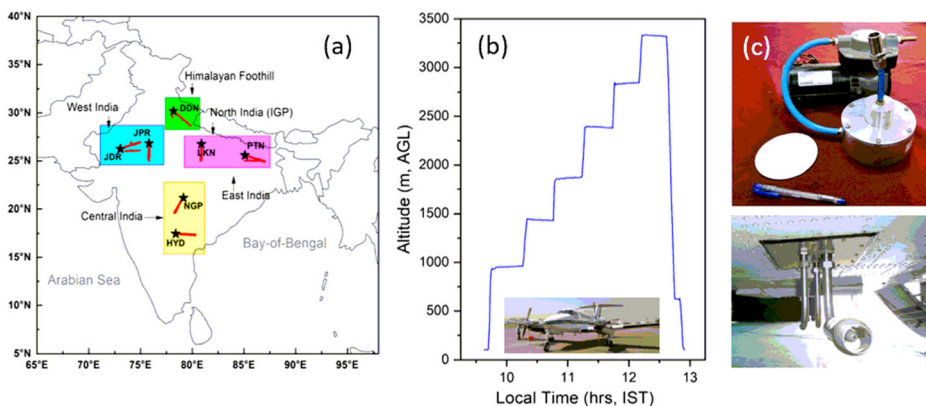 (a)
40°N
35°N
30°N
25°N
20°N
15°N
10°N
5°N
65°E
70°E
75°E
80°E
85°E
90°E
95°E
Himalayan Foothill
West India
North India (IGP)
DDN
JPR
JDR
LKN
PTN
East India
Central India
NGP
HYD
Arabian Sea
Bay-of-Bengal
(b)
Altitude (m, AGL)
3500
3000
2500
2000
1500
1000
500
0
10
11
12
13
Local Time (hrs, IST)
(c)